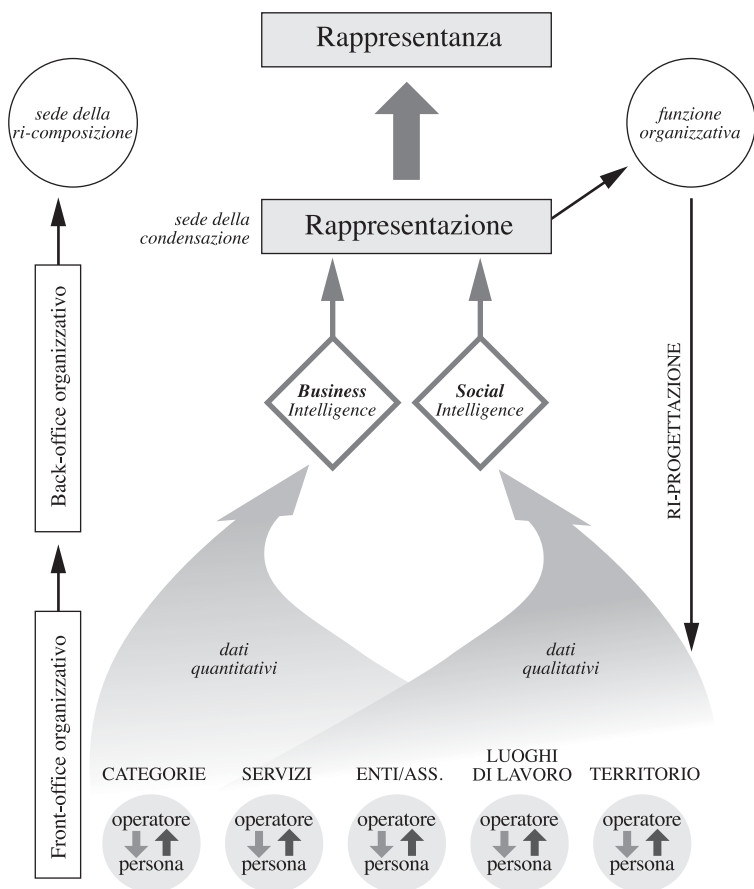 Rappresentanza
sede della
ri-composizione
funzione
organizzativa
sede della
condensazione
Rappresentazione
Back-office organizzativo
Business
Intelligence
Social
Intelligence
RI-PROGETTAZIONE
Front-office organizzativo
dati
quantitativi
dati
qualitativi
CATEGORIE
SERVIZI
ENTI/ASS.
LUOGHI
DI LAVORO
TERRITORIO
operatore
persona
operatore
persona
operatore
persona
operatore
persona
operatore
persona